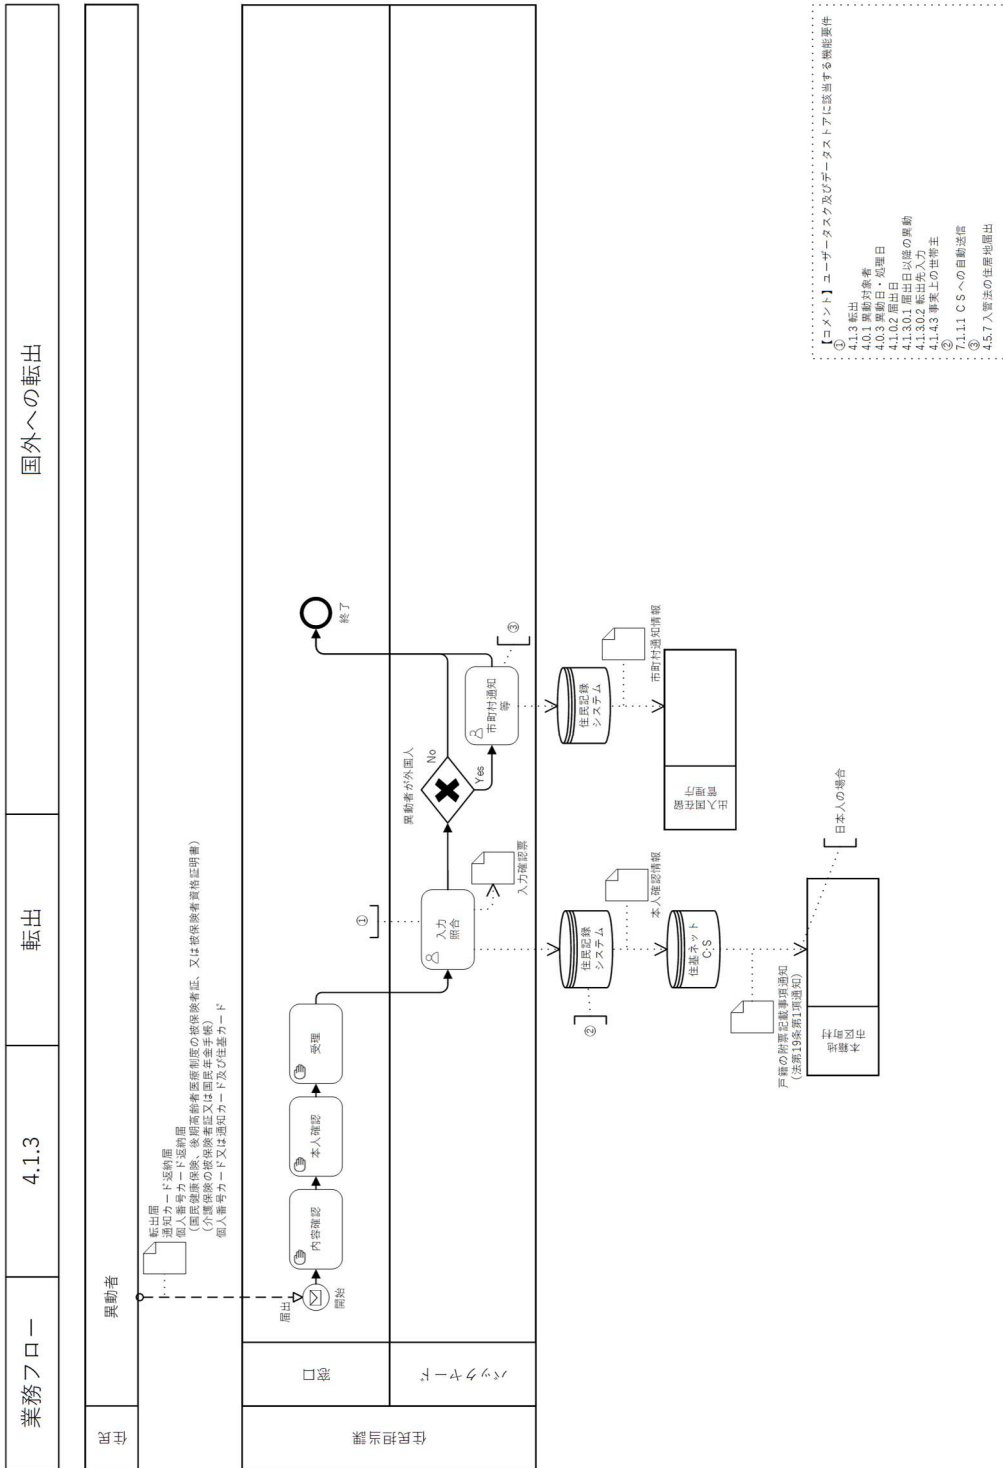 業務フロー
4.1.3
転出
国外への転出
住民
異動者
転出届
通知カード返納届
個人番号カード返納届
(国民健康保険、後期高齢者医療制度の被保険者証、又は被保険者資格証明書)
(介護保険の被保険者証又は国民年金手帳)
個人番号カード又は通知カード及び住基カード
住民担当課
窓口
届出
開始
内容確認
本人確認
受理
終了
バックヤード
①
入力
照合
入力確認票
異動者が外国人
No
Yes
市町村通知
等
③
②
住民記録
システム
本人確認情報
住基ネット
CS
戸籍の附票記載事項通知
(法第19条第1項通知)
本籍地
市区町村
日本人の場合
住民記録
システム
市町村通知情報
出入国在留
管理庁
【コメント】ユーザータスク及びデータストアに該当する機能要件
①
4.1.3 転出
4.0.1 異動対象者
4.0.3 異動日・処理日
4.1.0.2 届出日
4.1.3.0.1 届出日以降の異動
4.1.3.0.2 転出先入力
4.1.4.3 事実上の世帯主
②
7.1.1.1 CSへの自動送信
③
4.5.7 入管法の住居地届出